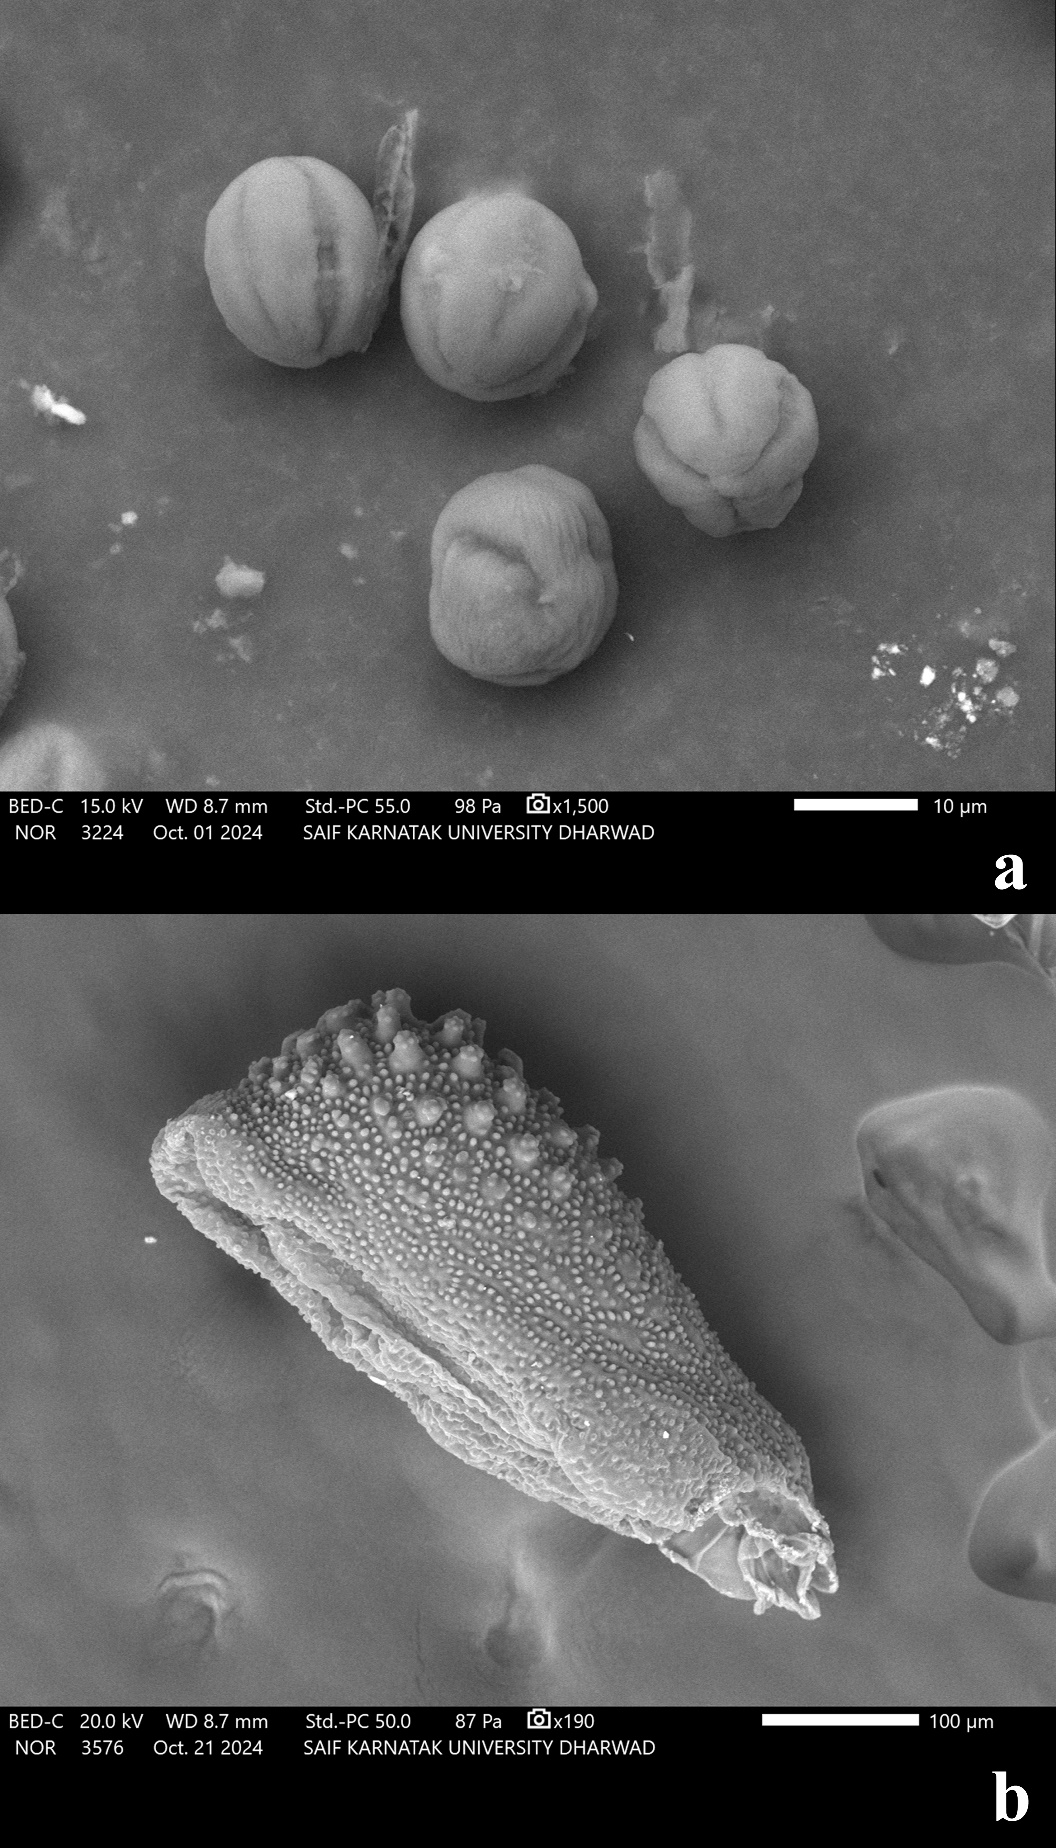 BED-C 15.0 kV WD 8.7 mm Std.-PC 55.0 98 Pa x1,500 10 µm
NOR 3224 Oct. 01 2024 SAIF KARNATAK UNIVERSITY DHARWAD
a
BED-C 20.0 kV WD 8.7 mm Std.-PC 50.0 87 Pa x190 100 µm
NOR 3576 Oct. 21 2024 SAIF KARNATAK UNIVERSITY DHARWAD
b